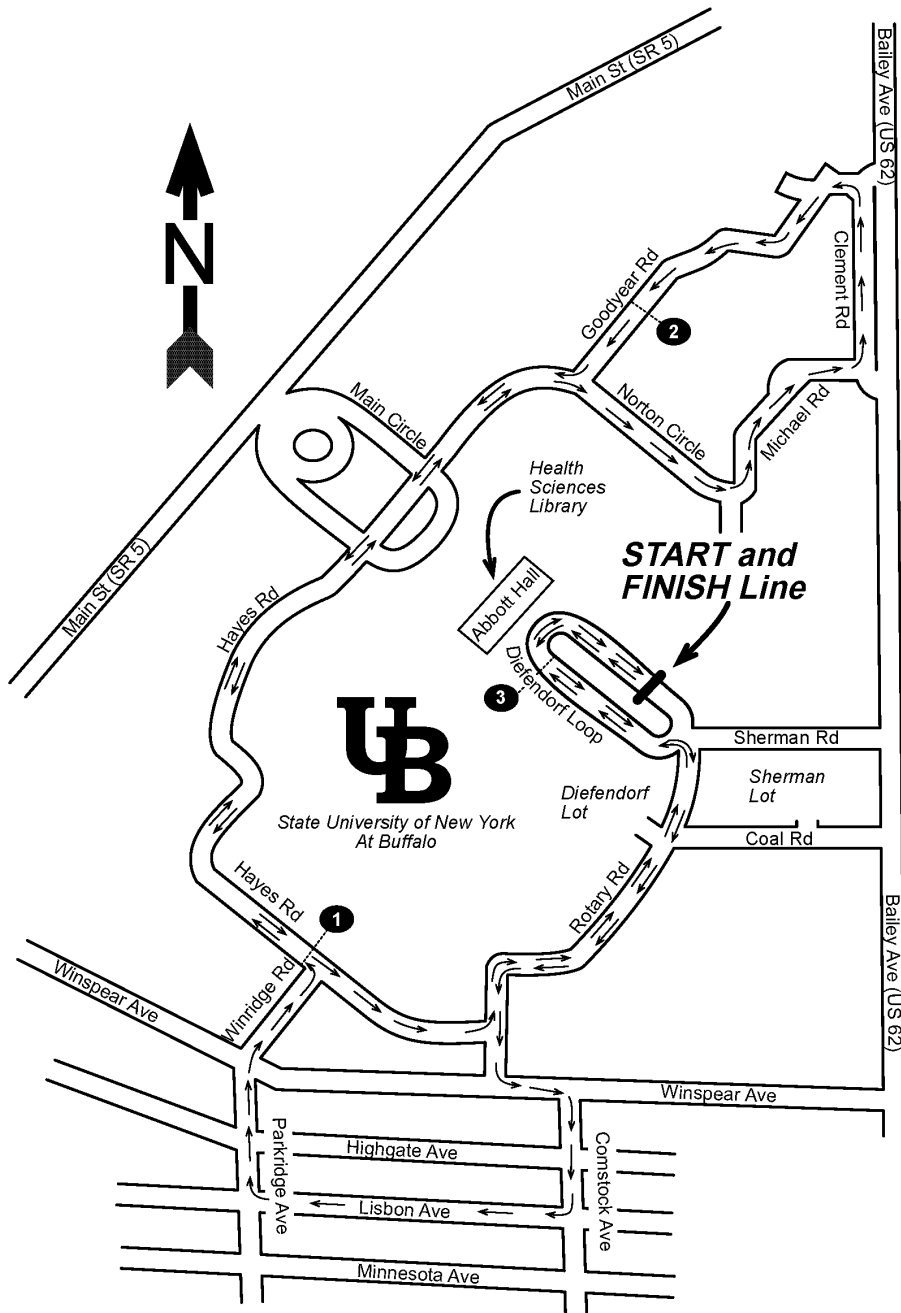 Main St (SR 5)
Bailey Ave (US 62)
N
Clement Rd
Goodyear Rd
2
Main Circle
Norton Circle
Michael Rd
Health
Sciences
Library
START and
FINISH Line
Main St (SR 5)
Hayes Rd
Abbott Hall
Diefendorf Loop
3
UB
Sherman Rd
Sherman
Lot
Diefendorf
Lot
State University of New York
At Buffalo
Coal Rd
Hayes Rd
1
Rotary Rd
Bailey Ave (US 62)
Winspear Ave
Winridge Rd
Winspear Ave
Highgate Ave
Parkridge Ave
Comstock Ave
Lisbon Ave
Minnesota Ave